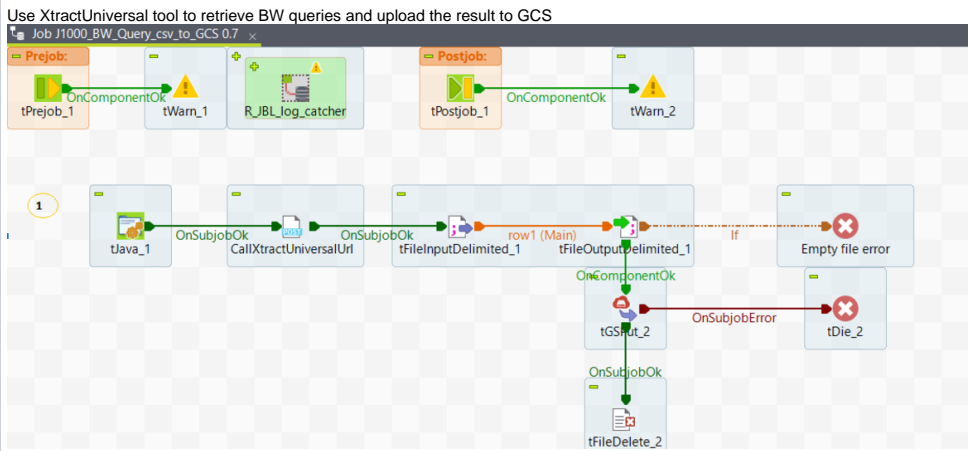 Use XtractUniversal tool to retrieve BW queries and upload the result to GCS
Job J1000_BW_Query_csv_to_GCS 0.7
Prejob:
Postjob:
OnComponentOk
OnComponentOk
tPrejob_1
tWarn_1
R_JBL_log_catcher
tPostjob_1
tWarn_2
1
POST
OnSubjobOk
OnSubjobOk
row1 (Main)
If
tJava_1
CallXtractUniversalUrl
tFileInputDelimited_1
tFileOutputDelimited_1
Empty file error
OnComponentOk
OnSubjobError
tGSPut_2
tDie_2
OnSubjobOk
tFileDelete_2